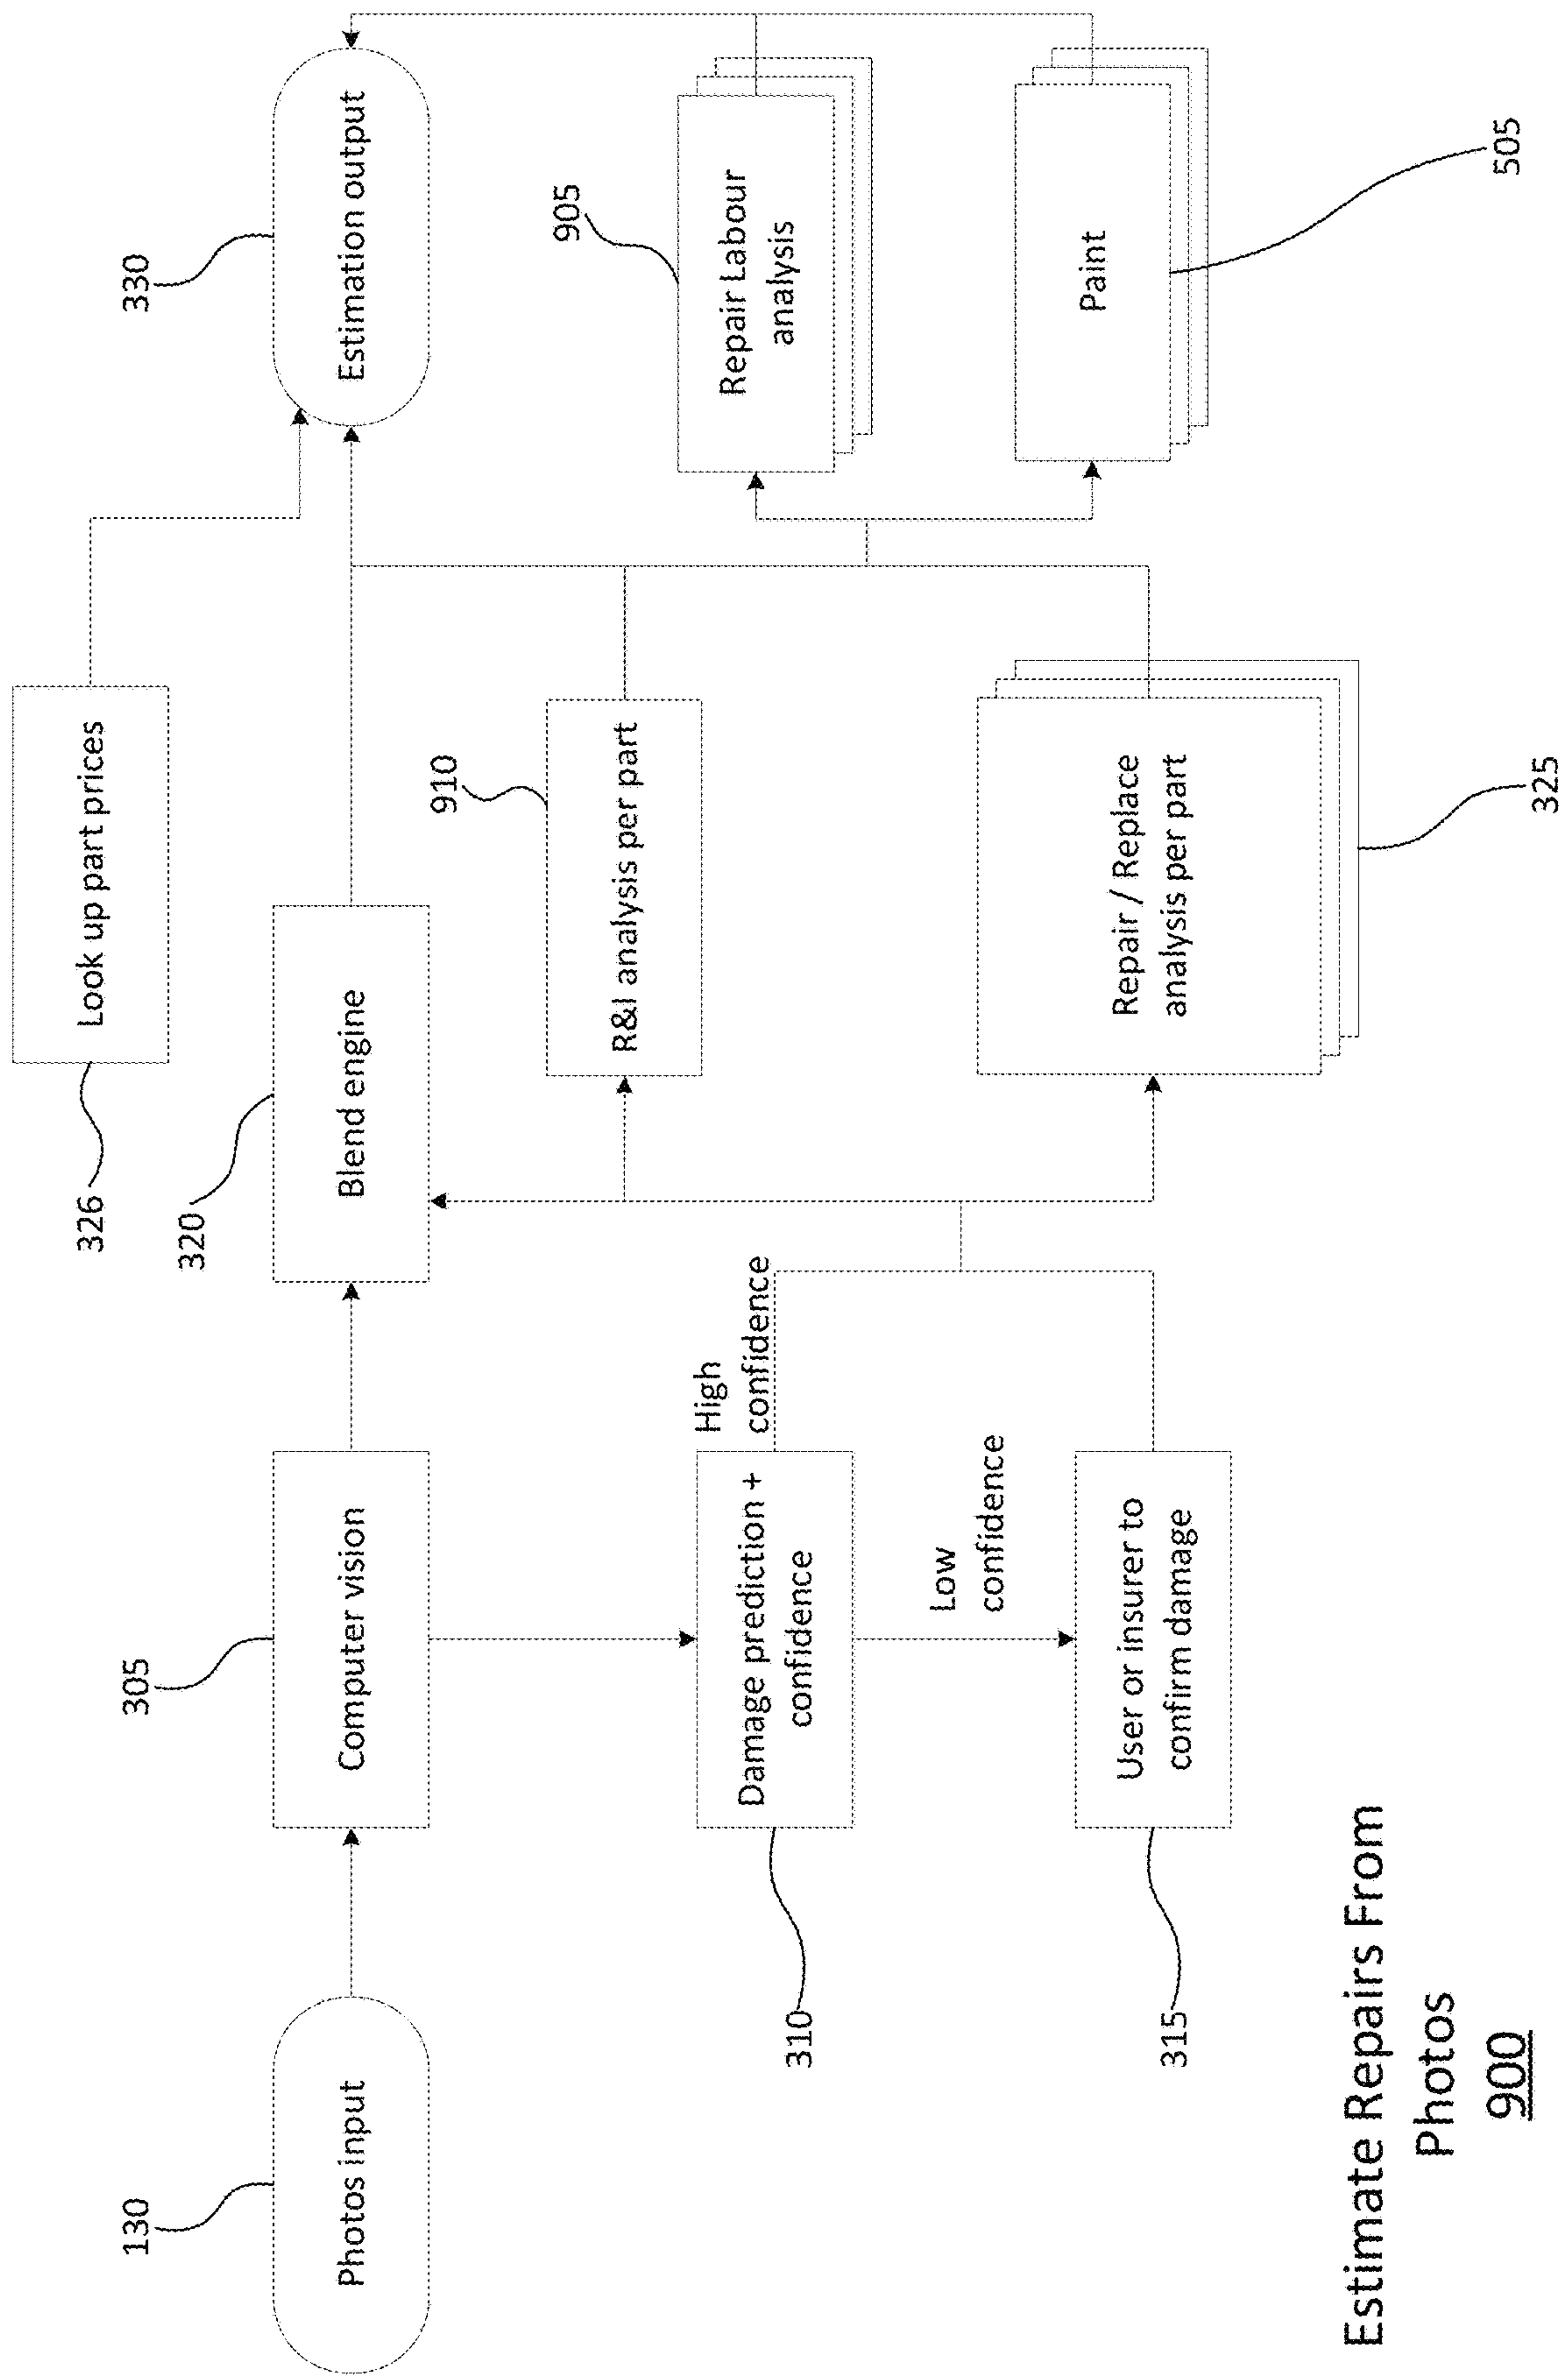 326
Look up part prices
130
Photos input
305
Computer vision
320
Blend engine
330
Estimation output
910
R&I analysis per part
905
Repair Labour
analysis
310
Damage prediction +
confidence
High
confidence
Low
confidence
315
User or insurer to
confirm damage
Repair / Replace
analysis per part
325
Paint
505
Estimate Repairs From
Photos
900